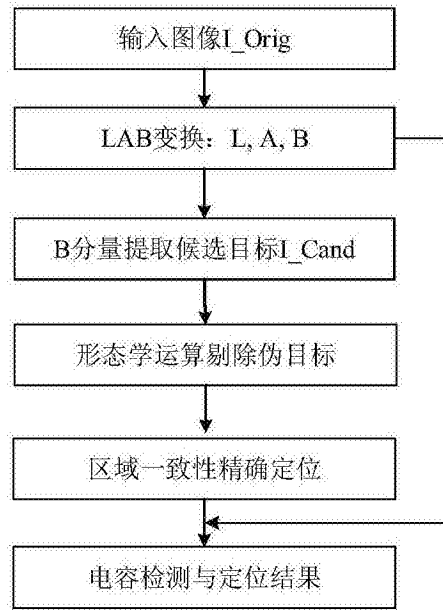 输入图像I_Orig
LAB变换：L, A, B
B分量提取候选目标I_Cand
形态学运算剔除伪目标
区域一致性精确定位
电容检测与定位结果